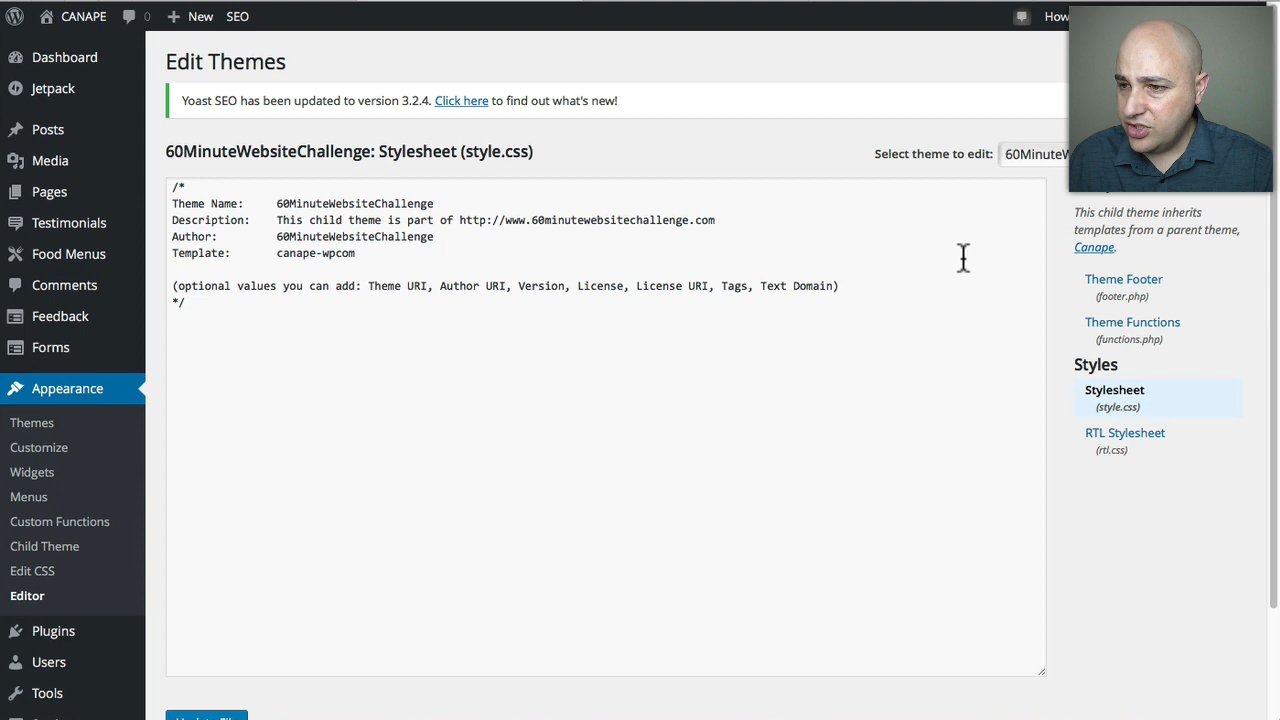 CANAPE 0 New SEO How
Dashboard
Jetpack
Posts
Media
Pages
Testimonials
Food Menus
Comments
Feedback
Forms
Appearance
Themes
Customize
Widgets
Menus
Custom Functions
Child Theme
Edit CSS
Editor
Plugins
Users
Tools
Edit Themes
Yoast SEO has been updated to version 3.2.4. Click here to find out what's new!
60MinuteWebsiteChallenge: Stylesheet (style.css)
Select theme to edit: 60MinuteW
/*
Theme Name: 60MinuteWebsiteChallenge
Description: This child theme is part of http://www.60minutewebsitechallenge.com
Author: 60MinuteWebsiteChallenge
Template: canape-wpcom
(optional values you can add: Theme URI, Author URI, Version, License, License URI, Tags, Text Domain)
*/
This child theme inherits
templates from a parent theme,
Canape.
Theme Footer
(footer.php)
Theme Functions
(functions.php)
Styles
Stylesheet
(style.css)
RTL Stylesheet
(rtl.css)